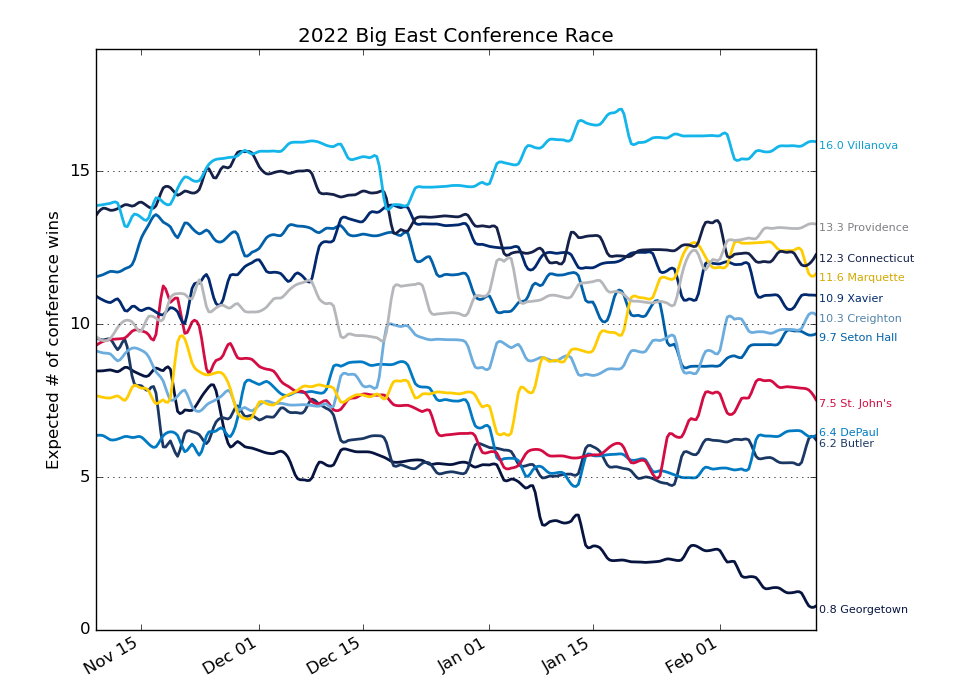 2022 Big East Conference Race
Expected # of conference wins
15
10
5
0
Nov 15
Dec 01
Dec 15
Jan 01
Jan 15
Feb 01
16.0 Villanova
13.3 Providence
12.3 Connecticut
11.6 Marquette
10.9 Xavier
10.3 Creighton
9.7 Seton Hall
7.5 St. John's
6.4 DePaul
6.2 Butler
0.8 Georgetown